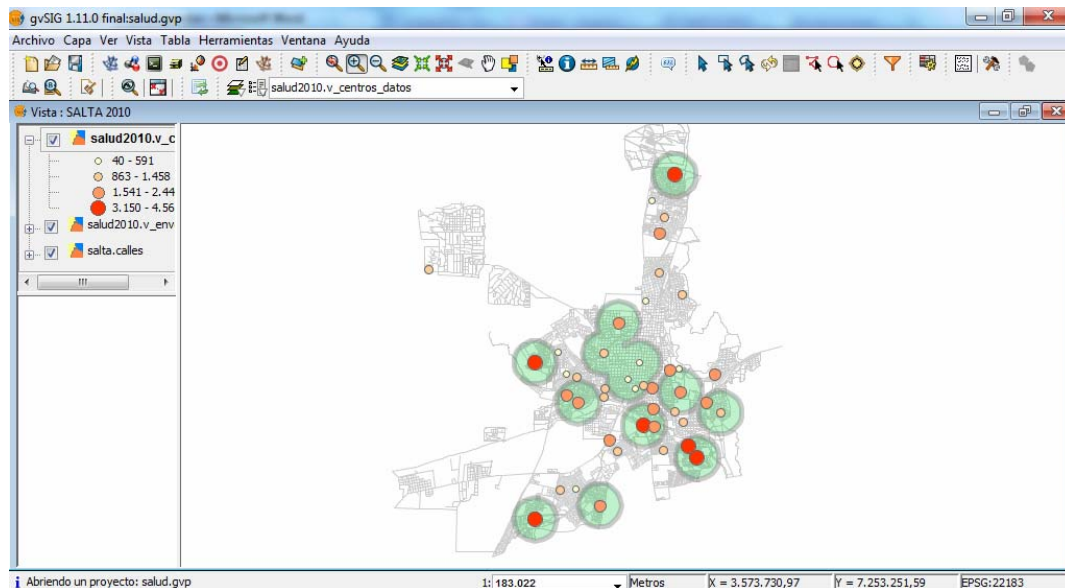 gvSIG 1.11.0 final:salud.gvp
Archivo Capa Ver Vista Tabla Herramientas Ventana Ayuda
salud2010.v_centros_datos
Vista : SALTA 2010
salud2010.v_c
40 - 591
863 - 1.458
1.541 - 2.44
3.150 - 4.56
salud2010.v_env
salta.calles
Abriendo un proyecto: salud.gvp 1: 183.022 Metros X = 3.573.730,97 Y = 7.253.251,59 EPSG:22183